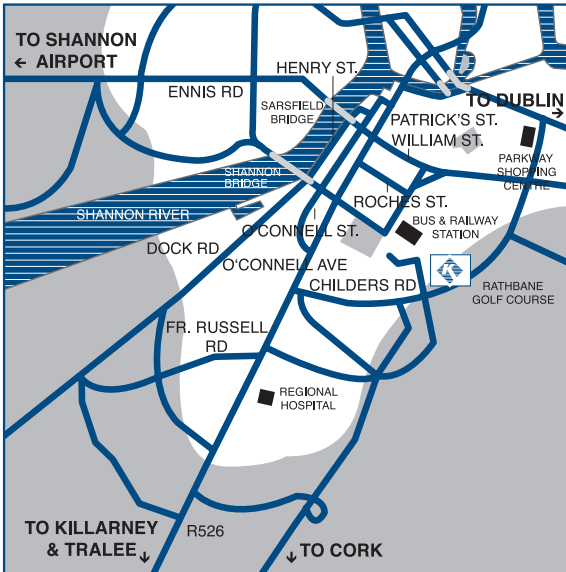 TO SHANNON
← AIRPORT
HENRY ST.
ENNIS RD
SARSFIELD
BRIDGE
TO DUBLIN
→
PATRICK'S ST.
WILLIAM ST.
PARKWAY
SHOPPING
CENTRE
SHANNON
BRIDGE
ROCHES ST.
SHANNON RIVER
BUS & RAILWAY
STATION
O'CONNELL ST.
DOCK RD
O'CONNELL AVE
K
CHILDERS RD
RATHBANE
GOLF COURSE
FR. RUSSELL
RD
REGIONAL
HOSPITAL
TO KILLARNEY
& TRALEE ↓
R526
↓ TO CORK